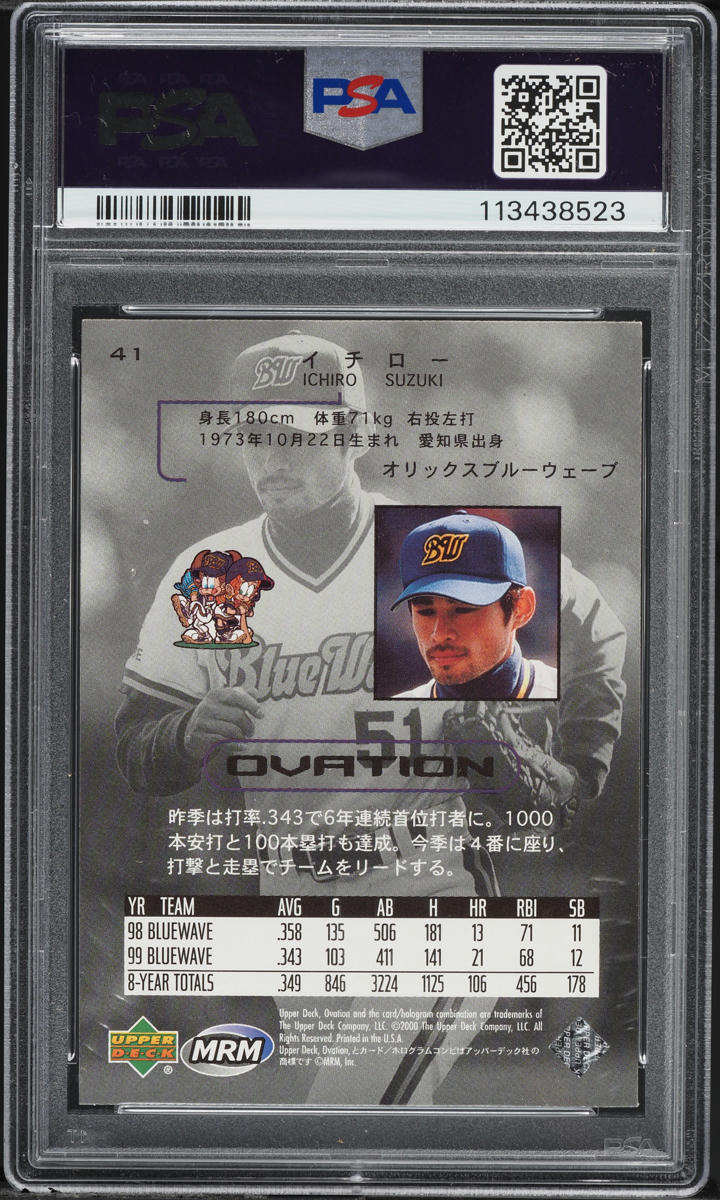 PSA
PSA
113438523
41
イチロー
ICHIRO SUZUKI
身長180cm 体重71kg 右投左打
1973年10月22日生まれ 愛知県出身
オリックスブルーウェーブ
BW
BW
Blue W
51
OVATION
昨季は打率.343で6年連続首位打者に。1000
本安打と100本塁打も達成。今季は4番に座り、
打撃と走塁でチームをリードする。
YR TEAM AVG G AB H HR RBI SB
98 BLUEWAVE .358 135 506 181 13 71 11
99 BLUEWAVE .343 103 411 141 21 68 12
8-YEAR TOTALS .349 846 3224 1125 106 456 178
Upper Deck, Ovation and the card/hologram combination are trademarks of
The Upper Deck Company, LLC. ©2000 The Upper Deck Company, LLC. All
Rights Reserved. Printed in the U.S.A.
Upper Deck, Ovation, とカード/ホログラムコンビはアッパーデック社の
商標です ©MRM, Inc.
UPPER
DECK
®
MRM
PSA